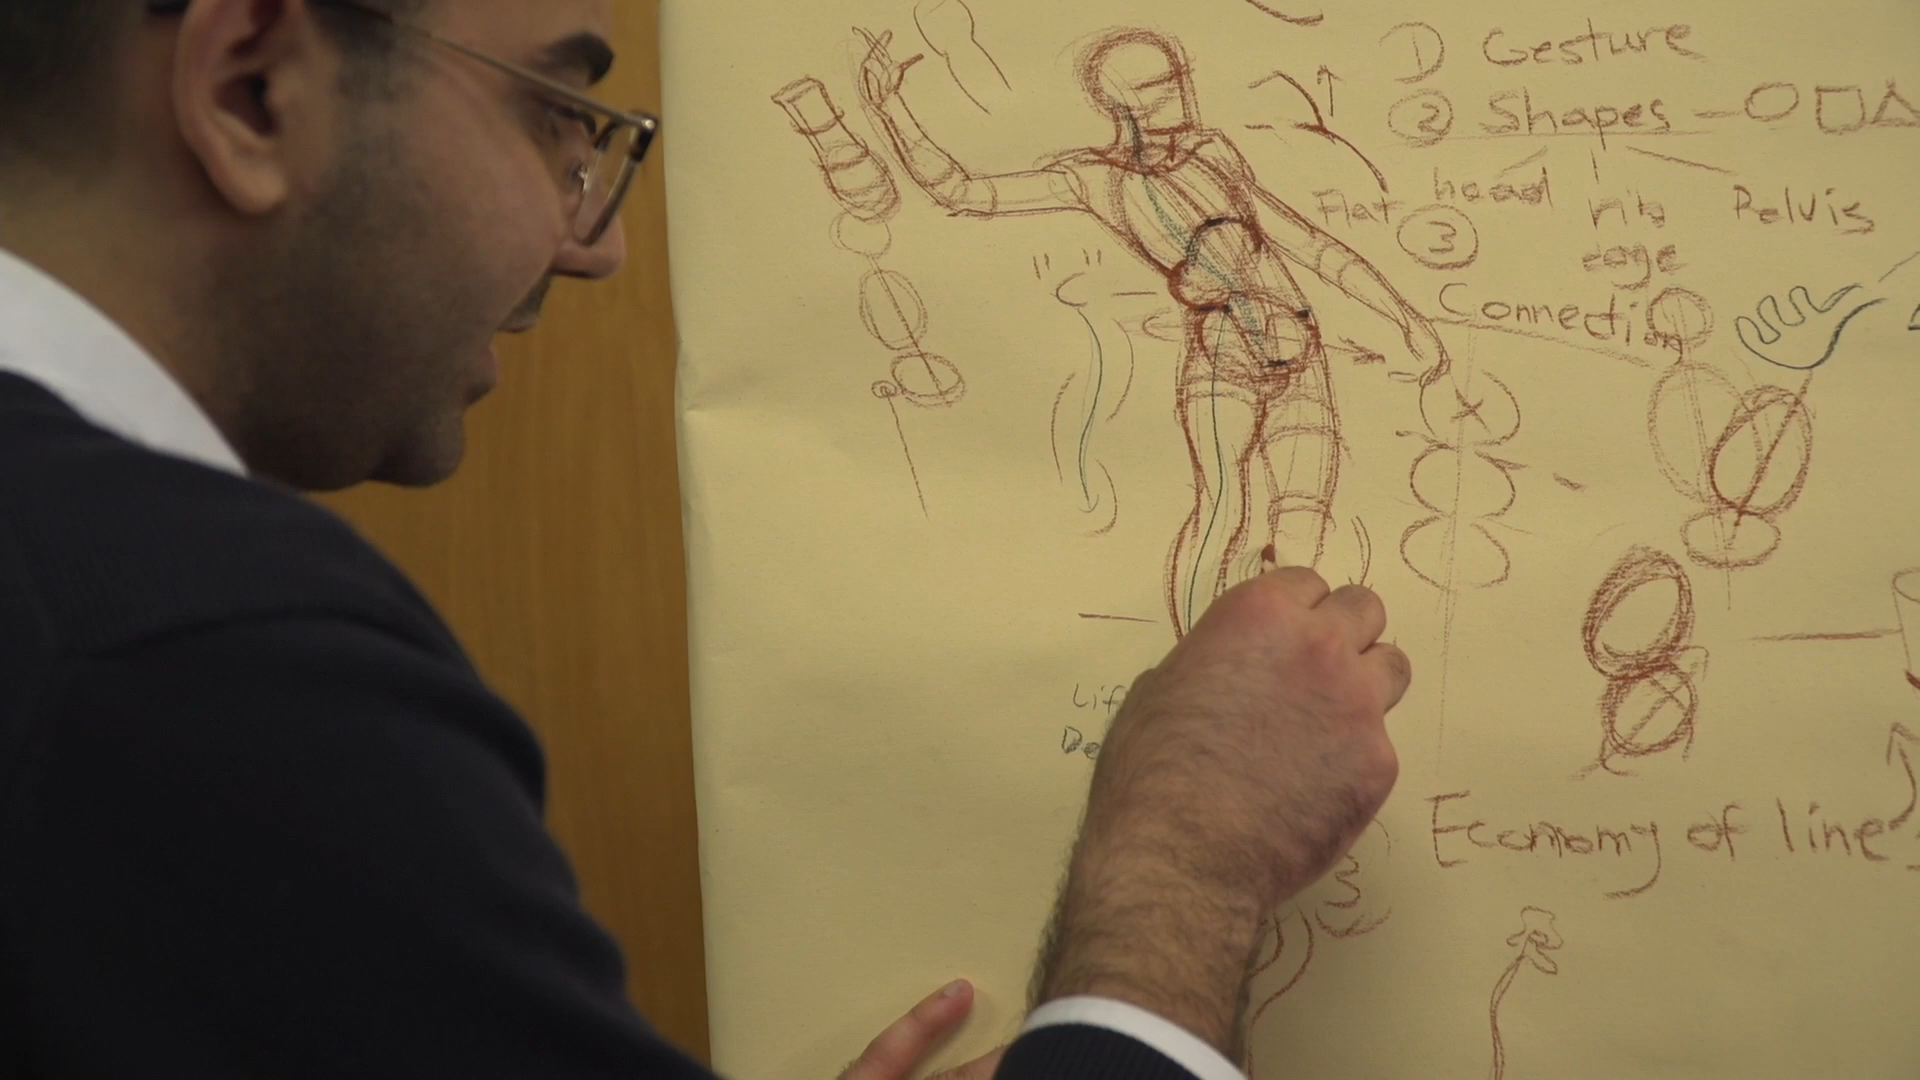 ① Gesture
② Shapes
head rib cage Pelvis
Flat
③ Connection
"C"
Economy of line